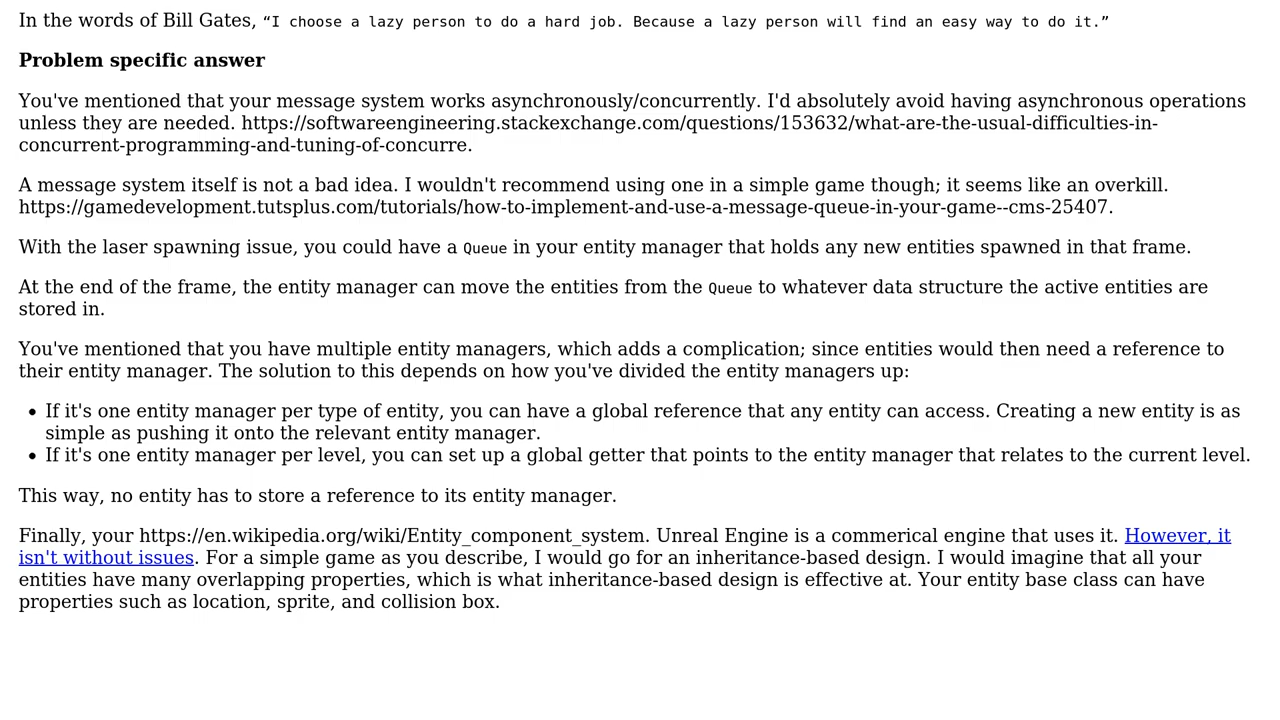 In the words of Bill Gates, “I choose a lazy person to do a hard job. Because a lazy person will find an easy way to do it.”
Problem specific answer
You've mentioned that your message system works asynchronously/concurrently. I'd absolutely avoid having asynchronous operations
unless they are needed. https://softwareengineering.stackexchange.com/questions/153632/what-are-the-usual-difficulties-in-
concurrent-programming-and-tuning-of-concurre.
A message system itself is not a bad idea. I wouldn't recommend using one in a simple game though; it seems like an overkill.
https://gamedevelopment.tutsplus.com/tutorials/how-to-implement-and-use-a-message-queue-in-your-game--cms-25407.
With the laser spawning issue, you could have a Queue in your entity manager that holds any new entities spawned in that frame.
At the end of the frame, the entity manager can move the entities from the Queue to whatever data structure the active entities are
stored in.
You've mentioned that you have multiple entity managers, which adds a complication; since entities would then need a reference to
their entity manager. The solution to this depends on how you've divided the entity managers up:
• If it's one entity manager per type of entity, you can have a global reference that any entity can access. Creating a new entity is as
simple as pushing it onto the relevant entity manager.
• If it's one entity manager per level, you can set up a global getter that points to the entity manager that relates to the current level.
This way, no entity has to store a reference to its entity manager.
Finally, your https://en.wikipedia.org/wiki/Entity_component_system. Unreal Engine is a commerical engine that uses it. However, it
isn't without issues. For a simple game as you describe, I would go for an inheritance-based design. I would imagine that all your
entities have many overlapping properties, which is what inheritance-based design is effective at. Your entity base class can have
properties such as location, sprite, and collision box.